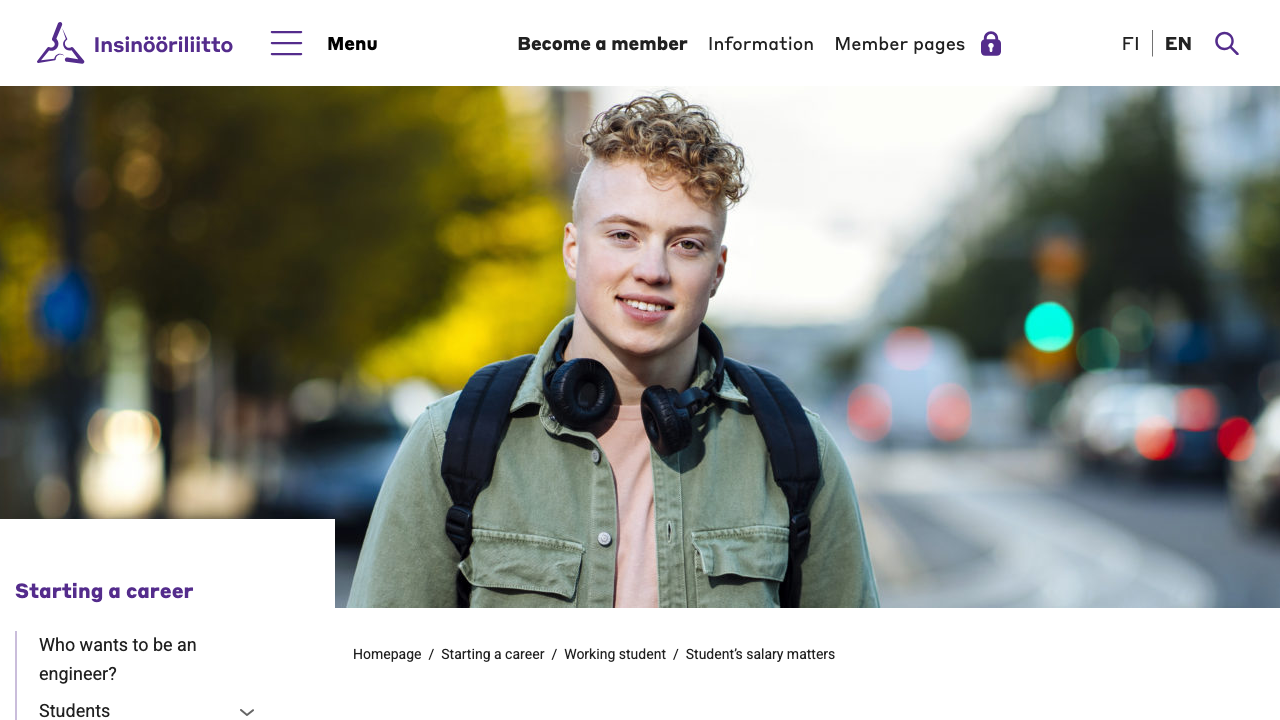 Insinööriliitto
Menu
Become a member
Information
Member pages
FI
EN
Starting a career
Who wants to be an
engineer?
Students
Homepage / Starting a career / Working student / Student’s salary matters